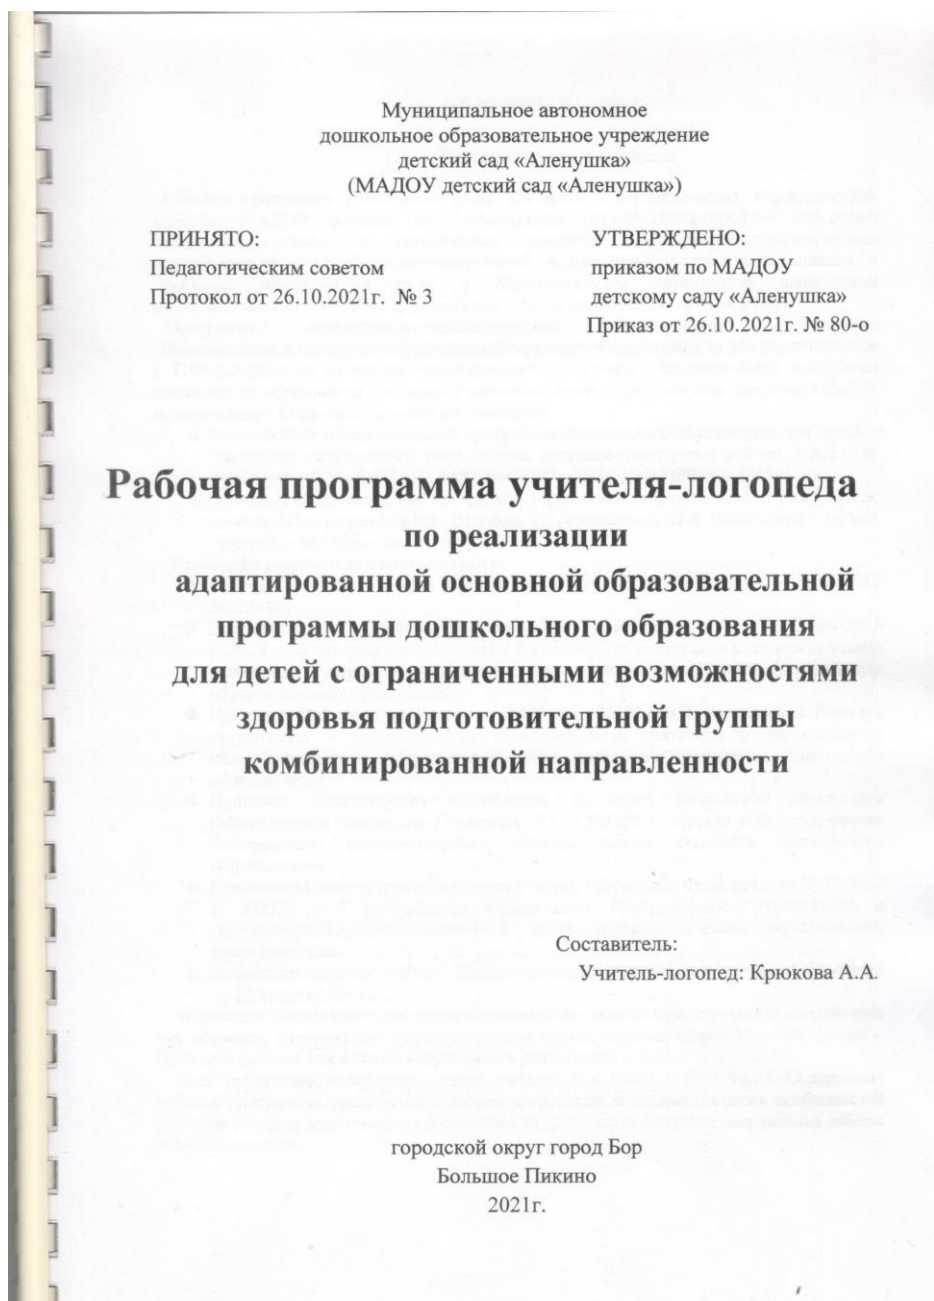 Муниципальное автономное
дошкольное образовательное учреждение
детский сад «Аленушка»
(МАДОУ детский сад «Аленушка»)
ПРИНЯТО:
Педагогическим советом
Протокол от 26.10.2021г. № 3
УТВЕРЖДЕНО:
приказом по МАДОУ
детскому саду «Аленушка»
Приказ от 26.10.2021г. № 80-о
Рабочая программа учителя-логопеда
по реализации
адаптированной основной образовательной
программы дошкольного образования
для детей с ограниченными возможностями
здоровья подготовительной группы
комбинированной направленности
Составитель:
Учитель-логопед: Крюкова А.А.
городской округ город Бор
Большое Пикино
2021г.